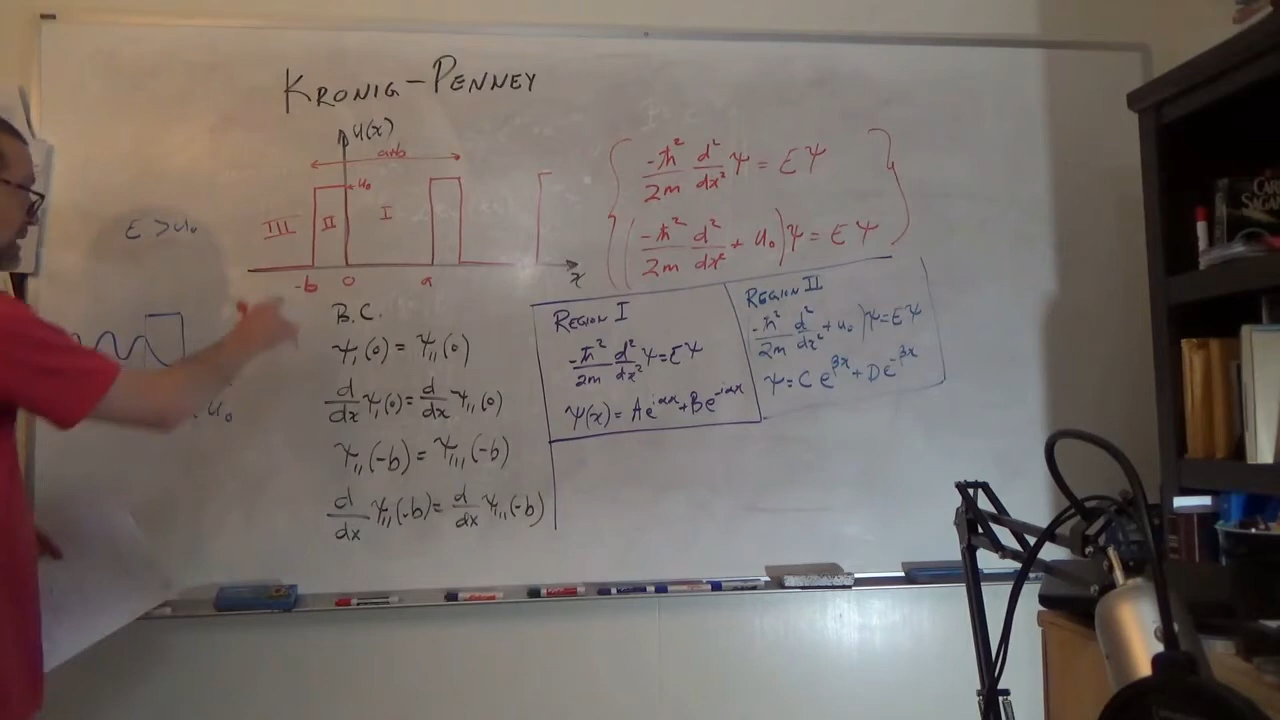 KRONIG-PENNEY
U(x)
a+b
U₀
III II I
-b 0 a x
E > U₀
U₀
B.C.
Ψ_I(0) = Ψ_II(0)
d/dx Ψ_I(0) = d/dx Ψ_II(0)
Ψ_II(-b) = Ψ_III(-b)
d/dx Ψ_II(-b) = d/dx Ψ_III(-b)
-ℏ²/2m d²/dx² Ψ = EΨ
(-ℏ²/2m d²/dx² + U₀)Ψ = EΨ
REGION I
-ℏ²/2m d²/dx² Ψ = EΨ
Ψ(x) = Ae^{iαx} + Be^{-iαx}
REGION II
-ℏ²/2m d²/dx² + U₀)Ψ = EΨ
Ψ = Ce^{βx} + De^{-βx}
SAGAN